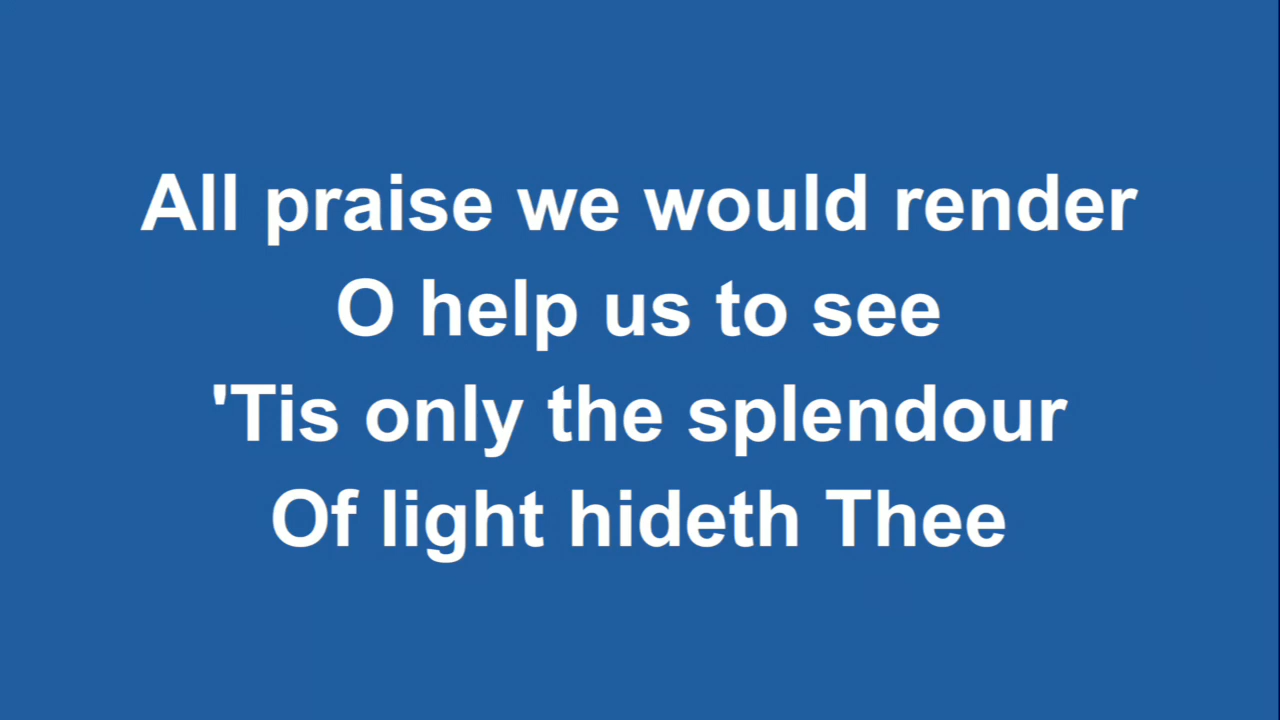 All praise we would render
O help us to see
'Tis only the splendour
Of light hideth Thee